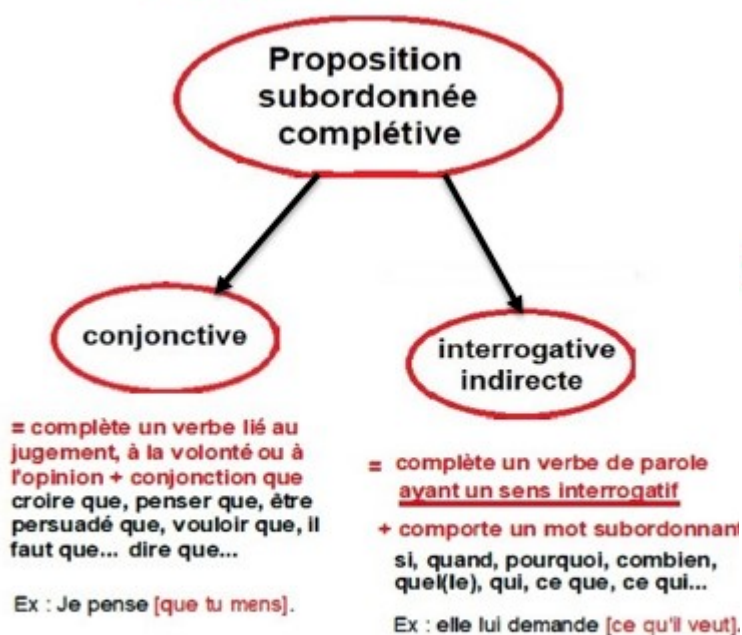 Proposition
subordonnée
complétive
conjonctive
= complète un verbe lié au
jugement, à la volonté ou à
l'opinion + conjonction que
croire que, penser que, être
persuadé que, vouloir que, il
faut que... dire que...
Ex : Je pense [que tu mens].
interrogative
indirecte
= complète un verbe de parole
ayant un sens interrogatif
+ comporte un mot subordonnant
si, quand, pourquoi, combien,
quel(le), qui, ce que, ce qui...
Ex : elle lui demande [ce qu'il veut].